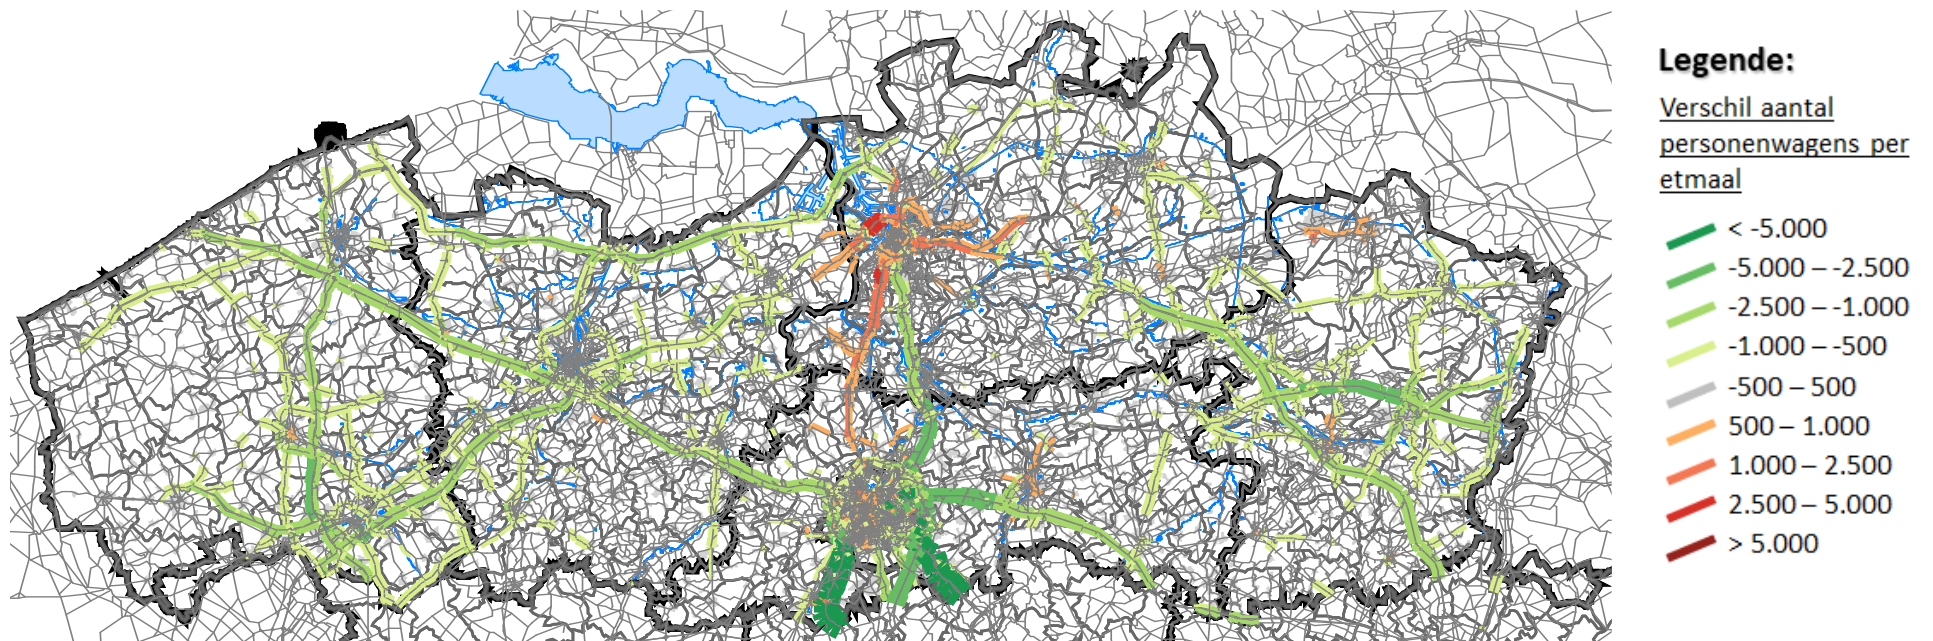 Legende:
Verschil aantal
personenwagens per
etmaal
< -5.000
-5.000 – -2.500
-2.500 – -1.000
-1.000 – -500
-500 – 500
500 – 1.000
1.000 – 2.500
2.500 – 5.000
> 5.000